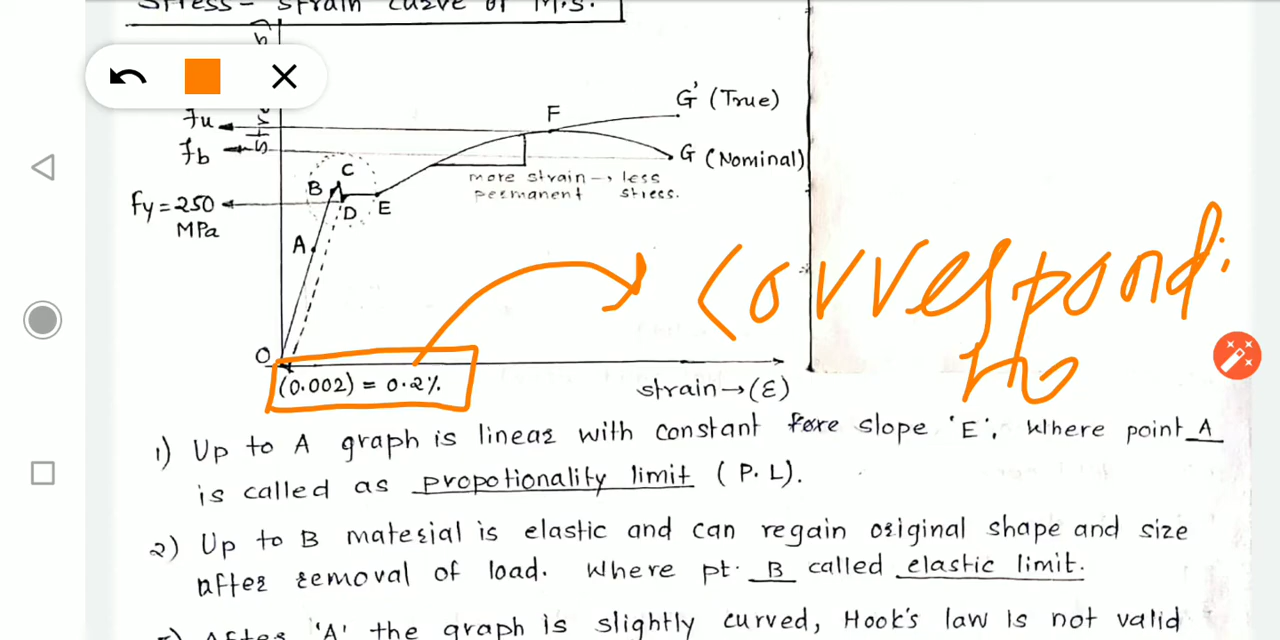 Stress - Strain curve of M.S.
G' (True)
F
fu
fb
G (Nominal)
C
more strain → less
B
permanent stress.
fy = 250
D E
MPa
A
Correspond.
to
O
(0.002) = 0.2%
strain → (ε)
1) Up to A graph is linear with constant slope 'E', Where point A
is called as propotionality limit ( P. L).
2) Up to B material is elastic and can regain original shape and size
after removal of load. Where pt. B called elastic limit.
After 'A' the graph is slightly curved, Hook's law is not valid